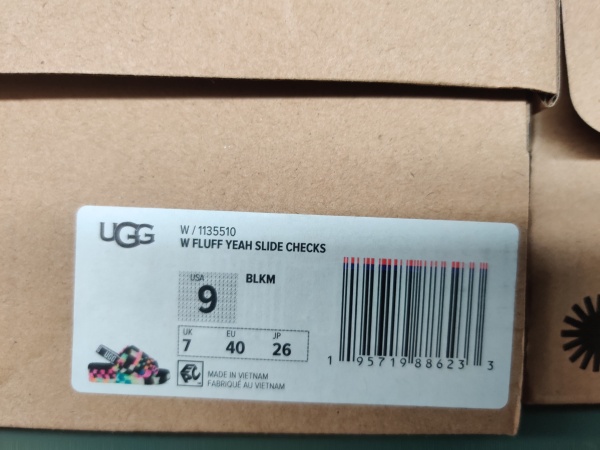 UGG
W / 1135510
W FLUFF YEAH SLIDE CHECKS
USA
9
BLKM
UK EU JP
7 40 26
MADE IN VIETNAM
FABRIQUÉ AU VIETNAM
1 95719 88623 3